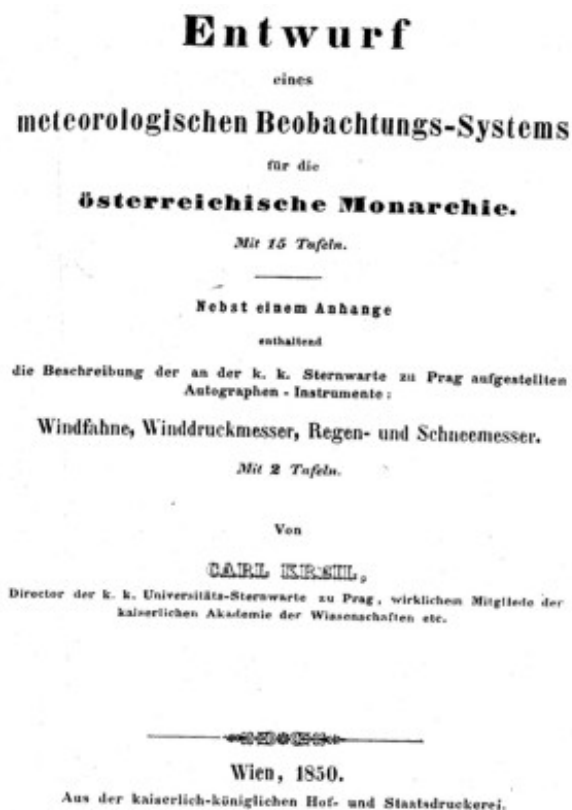 Entwurf
eines
meteorologischen Beobachtungs-Systems
für die
österreichische Monarchie.
Mit 15 Tafeln.
Nebst einem Anhange
enthaltend
die Beschreibung der an der k. k. Sternwarte zu Prag aufgestellten
Autographen-Instrumente:
Windfahne, Winddruckmesser, Regen- und Schneemesser.
Mit 2 Tafeln.
Von
CARL KREIL,
Director der k. k. Universitäts-Sternwarte zu Prag, wirklichem Mitgliede der
kaiserlichen Akademie der Wissenschaften etc.
Wien, 1850.
Aus der kaiserlich-königlichen Hof- und Staatsdruckerei.